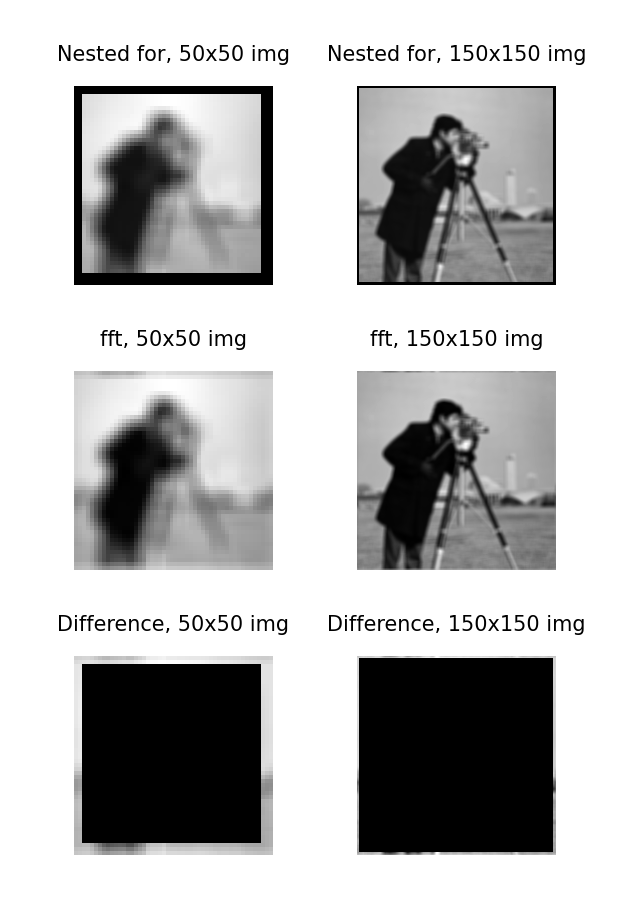 Nested for, 50x50 img
Nested for, 150x150 img
fft, 50x50 img
fft, 150x150 img
Difference, 50x50 img
Difference, 150x150 img